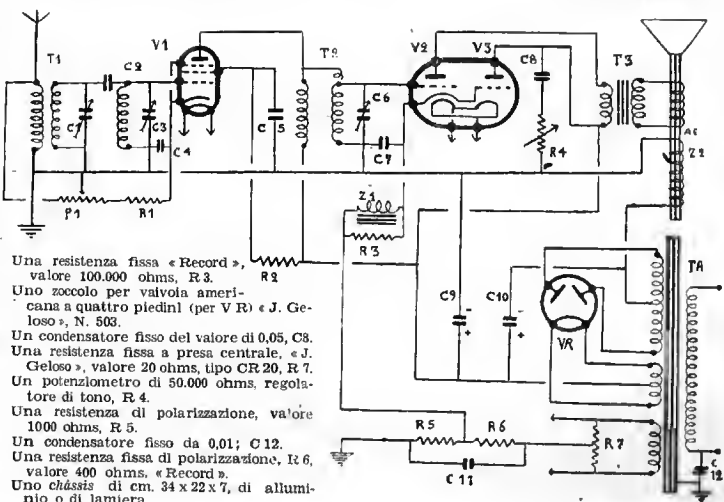 T1
C2
V1
T2
V2
V3
C8
T3
C1
C3
C4
C5
C6
C7
R4
AC
Z2
P1
R1
Z1
R3
R2
C9
C10
VR
TA
R5
R6
R7
C11
C12
Una resistenza fissa « Record »,
valore 100.000 ohms, R 3.
Uno zoccolo per valvola ameri-
cana a quattro piedini (per V R) « J. Ge-
loso », N. 503.
Un condensatore fisso del valore di 0,05, C8.
Una resistenza fissa a presa centrale, « J.
Geloso », valore 20 ohms, tipo CR 20, R 7.
Un potenziometro di 50.000 ohms, regola-
tore di tono, R 4.
Una resistenza di polarizzazione, valore
1000 ohms, R 5.
Un condensatore fisso da 0,01; C 12.
Una resistenza fissa di polarizzazione, R 6,
valore 400 ohms, « Record ».
Uno châssis di cm. 34 x 22 x 7, di allumi-
nio o di lamiera